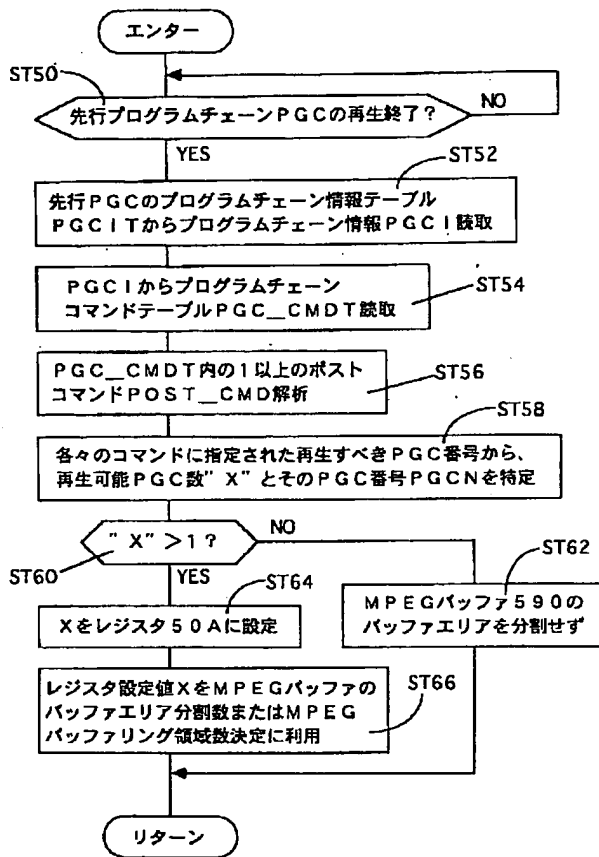 エンター
ST50
先行プログラムチェーンPGCの再生終了?
NO
YES
ST52
先行PGCのプログラムチェーン情報テーブル
PGCITからプログラムチェーン情報PGCI読取
PGCIからプログラムチェーン
コマンドテーブルPGC__CMDT読取
ST54
PGC__CMDT内の1以上のポスト
コマンドPOST__CMD解析
ST56
ST58
各々のコマンドに指定された再生すべきPGC番号から、
再生可能PGC数"X"とそのPGC番号PGCNを特定
"X">1?
NO
ST60
YES
ST62
ST64
MPEGバッファ590の
バッファエリアを分割せず
Xをレジスタ50Aに設定
レジスタ設定値XをMPEGバッファの
バッファエリア分割数またはMPEG
バッファリング領域数決定に利用
ST66
リターン